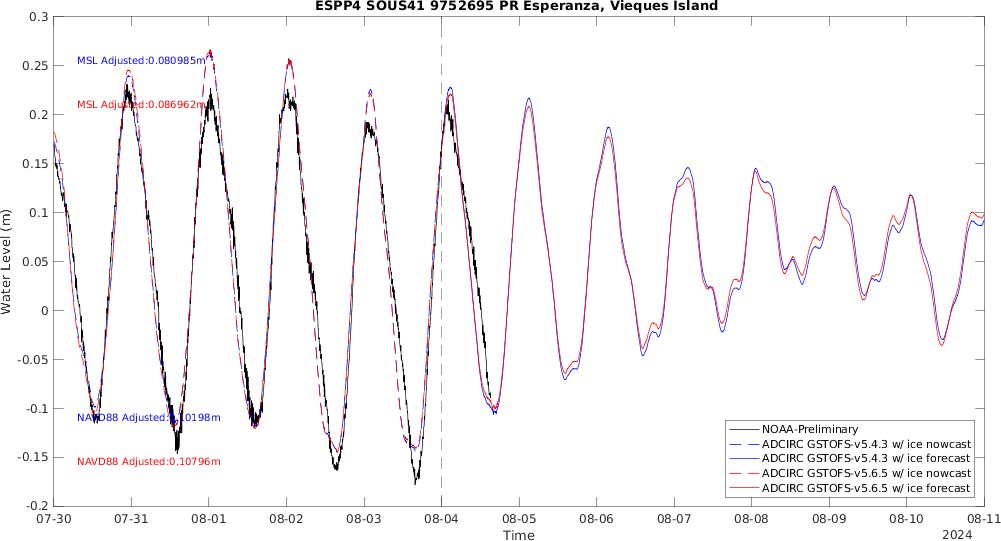 ESPP4 SOUS41 9752695 PR Esperanza, Vieques Island
0.3
0.25
0.2
0.15
0.1
0.05
0
-0.05
-0.1
-0.15
-0.2
Water Level (m)
MSL Adjusted:0.080985m
MSL Adjusted:0.086962m
NAVD88 Adjusted:0.10198m
NAVD88 Adjusted:0.10796m
NOAA-Preliminary
ADCIRC GSTOFS-v5.4.3 w/ ice nowcast
ADCIRC GSTOFS-v5.4.3 w/ ice forecast
ADCIRC GSTOFS-v5.6.5 w/ ice nowcast
ADCIRC GSTOFS-v5.6.5 w/ ice forecast
07-30 07-31 08-01 08-02 08-03 08-04 08-05 08-06 08-07 08-08 08-09 08-10 08-11
Time
2024